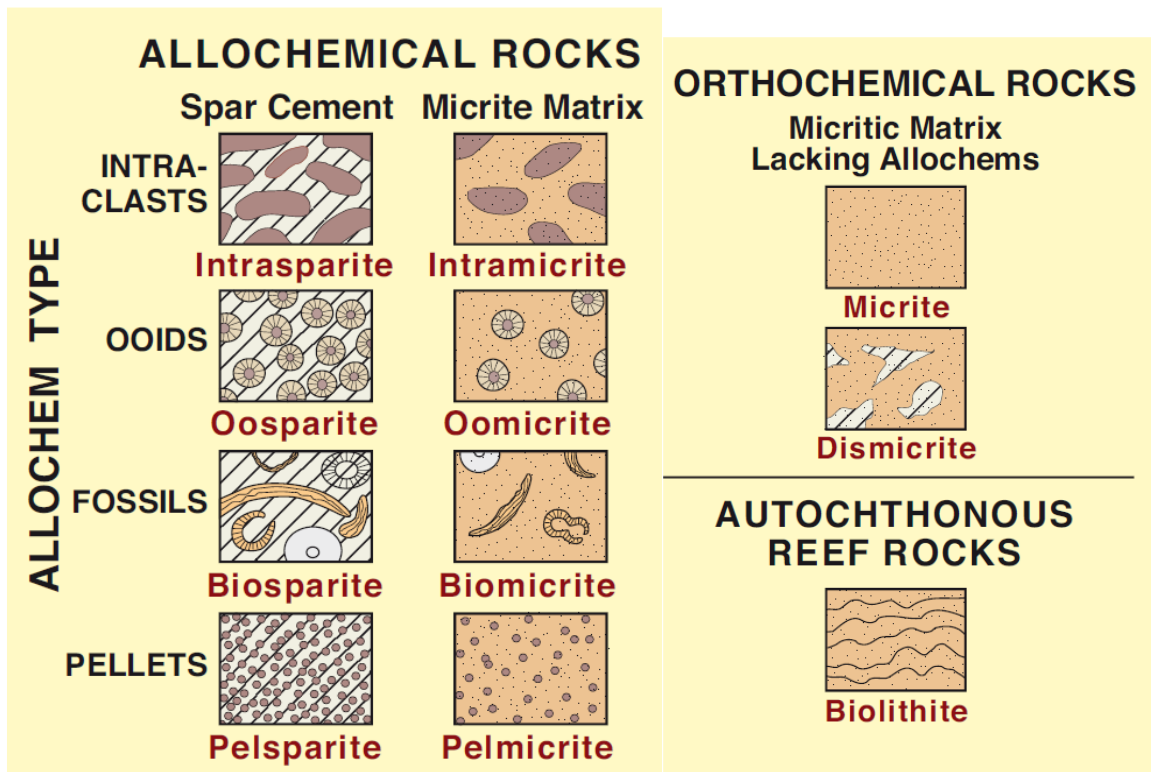 ALLOCHEMICAL ROCKS
Spar Cement
Micrite Matrix
ALLOCHEM TYPE
INTRA-
CLASTS
Intrasparite
Intramicrite
OOIDS
Oosparite
Oomicrite
FOSSILS
Biosparite
Biomicrite
PELLETS
Pelsparite
Pelmicrite
ORTHOCHEMICAL ROCKS
Micritic Matrix
Lacking Allochems
Micrite
Dismicrite
AUTOCHTHONOUS
REEF ROCKS
Biolithite